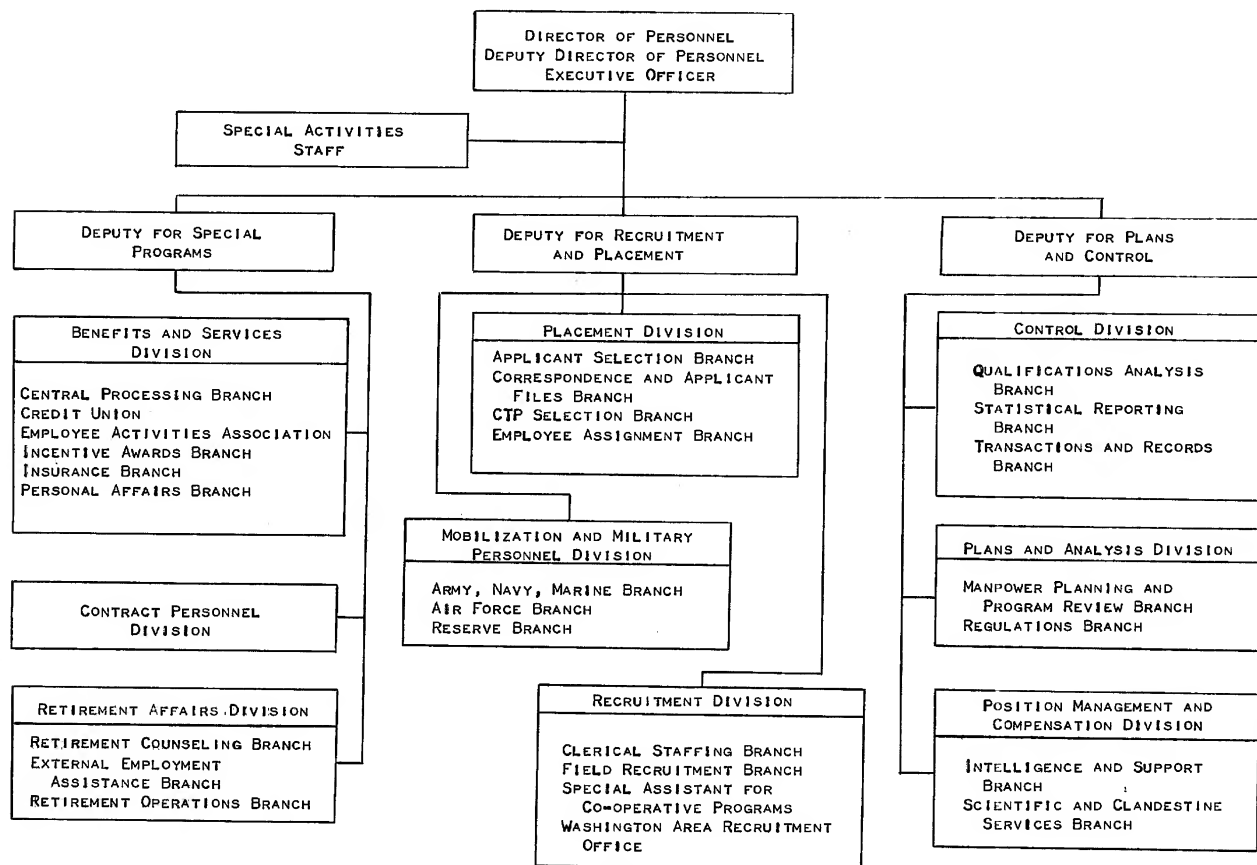 DIRECTOR OF PERSONNEL
DEPUTY DIRECTOR OF PERSONNEL
EXECUTIVE OFFICER
SPECIAL ACTIVITIES
STAFF
DEPUTY FOR SPECIAL
PROGRAMS
DEPUTY FOR RECRUITMENT
AND PLACEMENT
DEPUTY FOR PLANS
AND CONTROL
BENEFITS AND SERVICES
DIVISION
CENTRAL PROCESSING BRANCH
CREDIT UNION
EMPLOYEE ACTIVITIES ASSOCIATION
INCENTIVE AWARDS BRANCH
INSURANCE BRANCH
PERSONAL AFFAIRS BRANCH
CONTRACT PERSONNEL
DIVISION
RETIREMENT AFFAIRS DIVISION
RETIREMENT COUNSELING BRANCH
EXTERNAL EMPLOYMENT
ASSISTANCE BRANCH
RETIREMENT OPERATIONS BRANCH
PLACEMENT DIVISION
APPLICANT SELECTION BRANCH
CORRESPONDENCE AND APPLICANT
FILES BRANCH
CTP SELECTION BRANCH
EMPLOYEE ASSIGNMENT BRANCH
MOBILIZATION AND MILITARY
PERSONNEL DIVISION
ARMY, NAVY, MARINE BRANCH
AIR FORCE BRANCH
RESERVE BRANCH
RECRUITMENT DIVISION
CLERICAL STAFFING BRANCH
FIELD RECRUITMENT BRANCH
SPECIAL ASSISTANT FOR
CO-OPERATIVE PROGRAMS
WASHINGTON AREA RECRUITMENT
OFFICE
CONTROL DIVISION
QUALIFICATIONS ANALYSIS
BRANCH
STATISTICAL REPORTING
BRANCH
TRANSACTIONS AND RECORDS
BRANCH
PLANS AND ANALYSIS DIVISION
MANPOWER PLANNING AND
PROGRAM REVIEW BRANCH
REGULATIONS BRANCH
POSITION MANAGEMENT AND
COMPENSATION DIVISION
INTELLIGENCE AND SUPPORT
BRANCH
SCIENTIFIC AND CLANDESTINE
SERVICES BRANCH